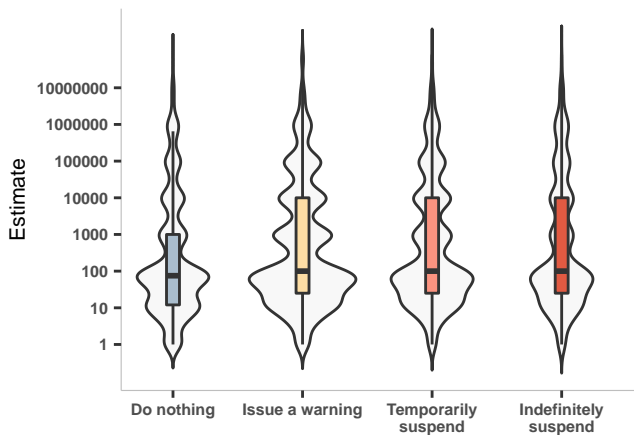 Estimate
10000000
1000000
100000
10000
1000
100
10
1
Do nothing
Issue a warning
Temporarily
suspend
Indefinitely
suspend